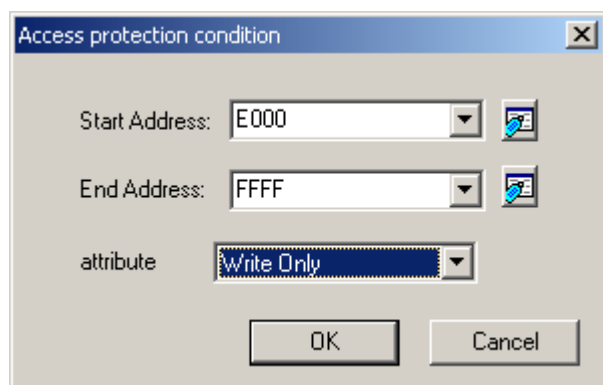 Access protection condition
Start Address: E000
End Address: FFFF
attribute Write Only
OK Cancel